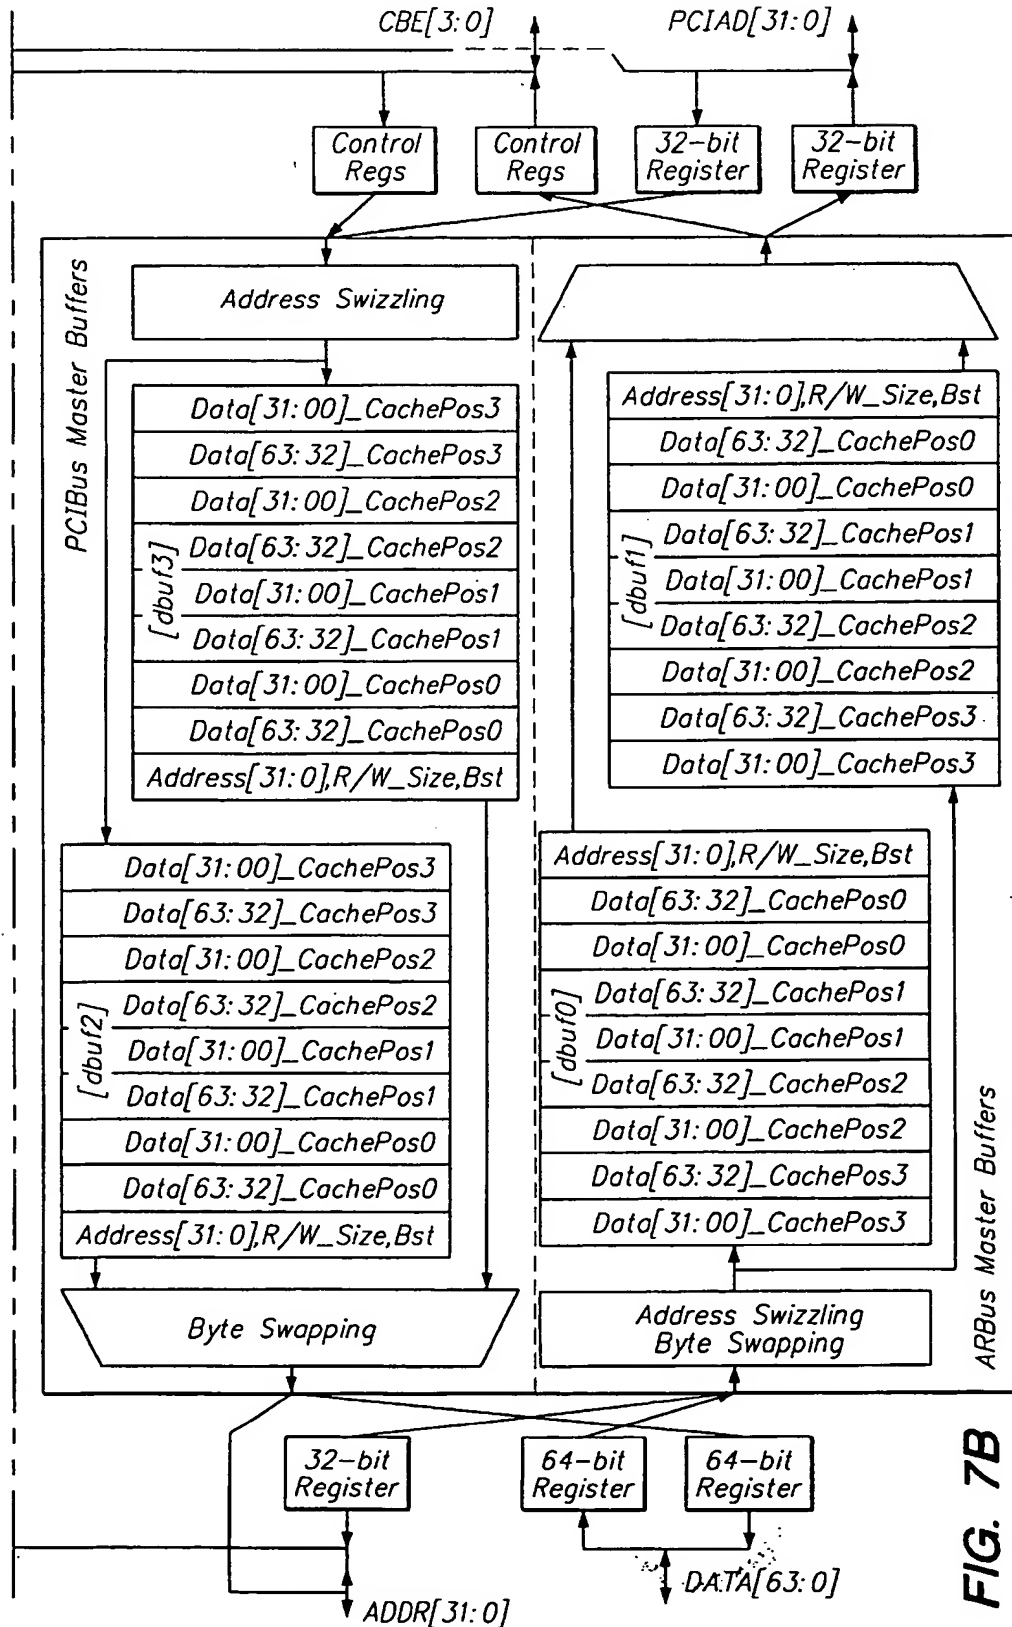 CBE[3:0]
PCIAD[31:0]
Control
Regs
Control
Regs
32-bit
Register
32-bit
Register
PCIBus Master Buffers
Address Swizzling
Data[31:00]_CachePos3
Data[63:32]_CachePos3
Data[31:00]_CachePos2
Data[63:32]_CachePos2
Data[31:00]_CachePos1
Data[63:32]_CachePos1
Data[31:00]_CachePos0
Data[63:32]_CachePos0
Address[31:0],R/W_Size,Bst
[dbuf3]
Address[31:0],R/W_Size,Bst
Data[63:32]_CachePos0
Data[31:00]_CachePos0
Data[63:32]_CachePos1
Data[31:00]_CachePos1
Data[63:32]_CachePos2
Data[31:00]_CachePos2
Data[63:32]_CachePos3
Data[31:00]_CachePos3
[dbuf1]
Data[31:00]_CachePos3
Data[63:32]_CachePos3
Data[31:00]_CachePos2
Data[63:32]_CachePos2
Data[31:00]_CachePos1
Data[63:32]_CachePos1
Data[31:00]_CachePos0
Data[63:32]_CachePos0
Address[31:0],R/W_Size,Bst
[dbuf2]
Address[31:0],R/W_Size,Bst
Data[63:32]_CachePos0
Data[31:00]_CachePos0
Data[63:32]_CachePos1
Data[31:00]_CachePos1
Data[63:32]_CachePos2
Data[31:00]_CachePos2
Data[63:32]_CachePos3
Data[31:00]_CachePos3
[dbuf0]
Byte Swapping
Address Swizzling
Byte Swapping
ARBus Master Buffers
32-bit
Register
64-bit
Register
64-bit
Register
ADDR[31:0]
DATA[63:0]
FIG. 7B